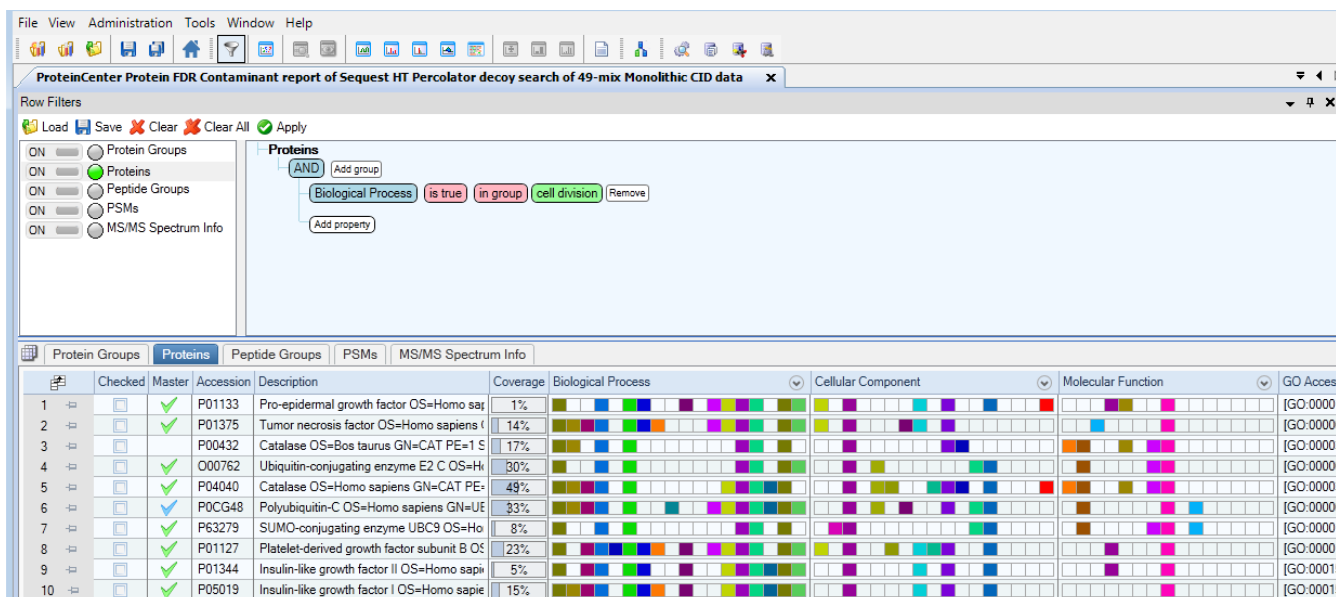 File View Administration Tools Window Help
ProteinCenter Protein FDR Contaminant report of Sequest HT Percolator decoy search of 49-mix Monolithic CID data x
Row Filters
Load Save Clear Clear All Apply
ON Protein Groups
ON Proteins
ON Peptide Groups
ON PSMs
ON MS/MS Spectrum Info
Proteins
AND Add group
Biological Process is true in group cell division Remove
Add property
Protein Groups Proteins Peptide Groups PSMs MS/MS Spectrum Info
Checked Master Accession Description Coverage Biological Process Cellular Component Molecular Function GO Acces
1 P01133 Pro-epidermal growth factor OS=Homo sap 1% [GO:0000
2 P01375 Tumor necrosis factor OS=Homo sapiens ( 14% [GO:0000
3 P00432 Catalase OS=Bos taurus GN=CAT PE=1 S 17% [GO:0000
4 O00762 Ubiquitin-conjugating enzyme E2 C OS=Ho 30% [GO:0000
5 P04040 Catalase OS=Homo sapiens GN=CAT PE= 49% [GO:0000
6 P0CG48 Polyubiquitin-C OS=Homo sapiens GN=UB 33% [GO:0000
7 P63279 SUMO-conjugating enzyme UBC9 OS=Ho 8% [GO:0000
8 P01127 Platelet-derived growth factor subunit B OS 23% [GO:0000
9 P01344 Insulin-like growth factor II OS=Homo sapi 5% [GO:0001
10 P05019 Insulin-like growth factor I OS=Homo sapie 15% [GO:0001